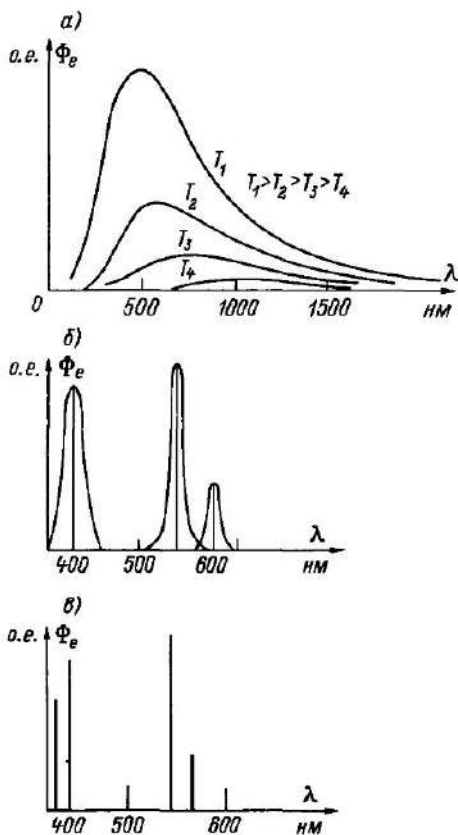 а)
о.е. Φe
T1
T1>T2>T3>T4
T2
T3
T4
λ
0 500 1000 1500 нм
б)
о.е. Φe
λ
400 500 600 нм
в)
о.е. Φe
λ
400 500 600 нм